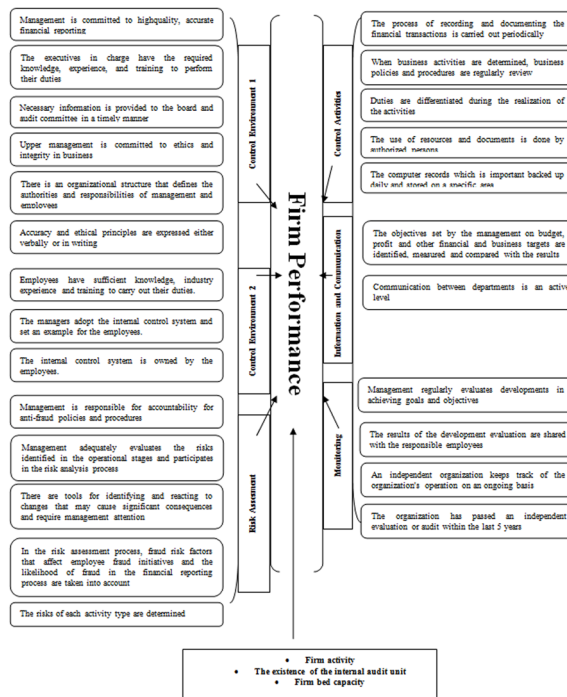 Management is committed to highquality, accurate
financial reporting
The executives in charge have the required
knowledge, experience, and training to perform
their duties
Necessary information is provided to the board and
audit committee in a timely manner
Upper management is committed to ethics and
integrity in business
There is an organizational structure that defines the
authorities and responsibilities of management and
employees
Accuracy and ethical principles are expressed either
verbally or in writing
Employees have sufficient knowledge, industry
experience and training to carry out their duties.
The managers adopt the internal control system and
set an example for the employees.
The internal control system is owned by the
employees.
Management is responsible for accountability for
anti-fraud policies and procedures
Management adequately evaluates the risks
identified in the operational stages and participates
in the risk analysis process
There are tools for identifying and reacting to
changes that may cause significant consequences
and require management attention
In the risk assessment process, fraud risk factors
that affect employee fraud initiatives and the
likelihood of fraud in the financial reporting
process are taken into account
The risks of each activity type are determined
Control Environment 1
Control Environment 2
Risk Assesment
Firm Performance
Control Activities
Information and Communication
Monitoring
The process of recording and documenting the
financial transactions is carried out periodically
When business activities are determined, business
policies and procedures are regularly review
Duties are differentiated during the realization of
the activities
The use of resources and documents is done by
authorized persons
The computer records which is important backed up
daily and stored on a specific area
The objectives set by the management on budget,
profit and other financial and business targets are
identified, measured and compared with the results
Communication between departments is an active
level
Management regularly evaluates developments in
achieving goals and objectives
The results of the development evaluation are shared
with the responsible employees
An independent organization keeps track of the
organization's operation on an ongoing basis
The organization has passed an independent
evaluation or audit within the last 5 years
• Firm activity
• The existence of the internal audit unit
• Firm bed capacity